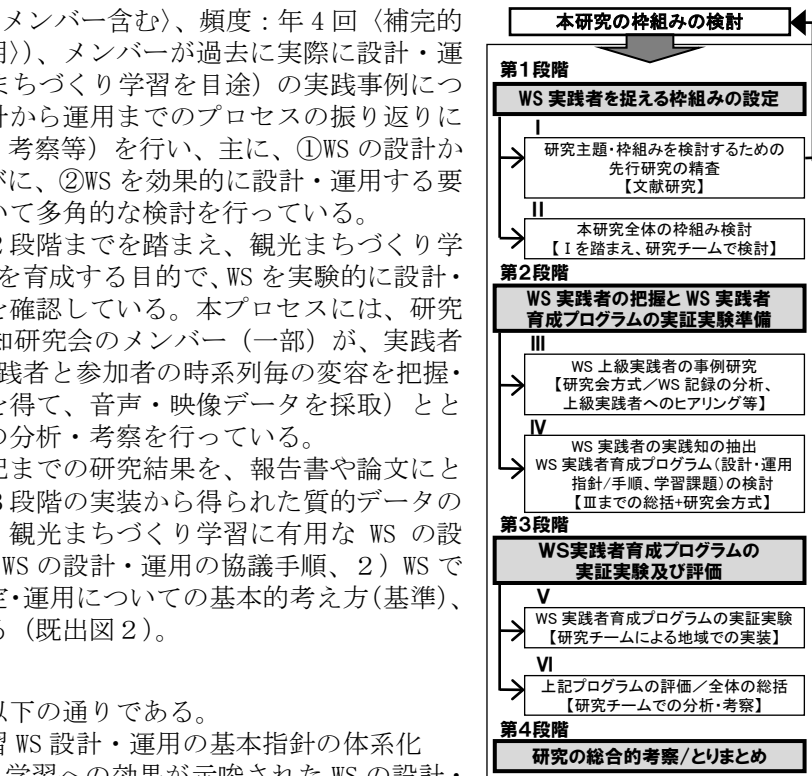 メンバー含む〉、頻度：年4回〈補完的
用〉）、メンバーが過去に実際に設計・運
まちづくり学習を目途）の実践事例につ
計から運用までのプロセスの振り返りに
考察等）を行い、主に、①WSの設計か
びに、②WSを効果的に設計・運用する要
いて多角的な検討を行っている。
段階までを踏まえ、観光まちづくり学
を育成する目的で、WSを実験的に設計・
を確認している。本プロセスには、研究
知研究会のメンバー（一部）が、実践者
践者と参加者の時系列毎の変容を把握・
を得て、音声・映像データを採取）とと
の分析・考察を行っている。
記までの研究結果を、報告書や論文にと
3段階の実装から得られた質的データの
観光まちづくり学習に有用な WS の設
WSの設計・運用の協議手順、2）WSで
定・運用についての基本的考え方（基準）、
る（既出図2）。
以下の通りである。
習WS設計・運用の基本指針の体系化
学習への効果が示唆されたWSの設計・
本研究の枠組みの検討
第1段階
WS実践者を捉える枠組みの設定
I
研究主題・枠組みを検討するための
先行研究の精査
【文献研究】
II
本研究全体の枠組み検討
【Ⅰを踏まえ、研究チームで検討】
第2段階
WS実践者の把握とWS実践者
育成プログラムの実証実験準備
III
WS上級実践者の事例研究
【研究会方式／WS記録の分析、
上級実践者へのヒアリング等】
IV
WS実践者の実践知の抽出
WS実践者育成プログラム（設計・運用
指針/手順、学習課題）の検討
【Ⅲまでの総括+研究会方式】
第3段階
WS実践者育成プログラムの
実証実験及び評価
V
WS実践者育成プログラムの実証実験
【研究チームによる地域での実装】
VI
上記プログラムの評価／全体の総括
【研究チームでの分析・考察】
第4段階
研究の総合的考察/とりまとめ